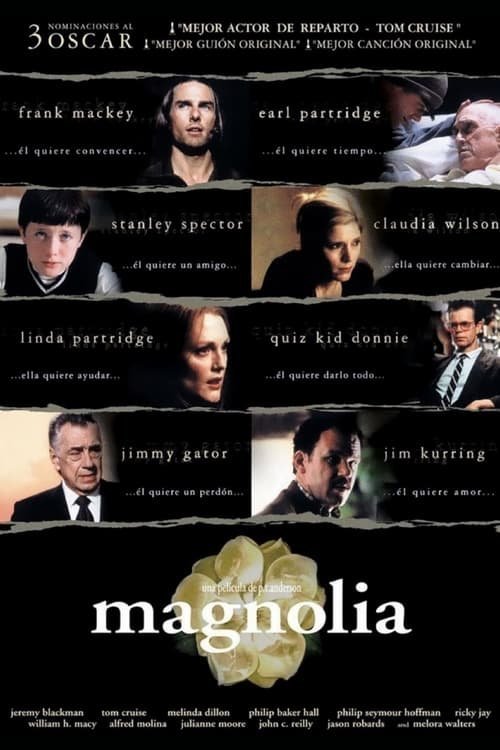 3 NOMINACIONES AL OSCAR
¡"MEJOR ACTOR DE REPARTO - TOM CRUISE"
¡"MEJOR GUIÓN ORIGINAL" ¡"MEJOR CANCIÓN ORIGINAL"
frank mackey
...él quiere convencer...
earl partridge
...él quiere tiempo...
stanley spector
...él quiere un amigo...
claudia wilson
...ella quiere cambiar...
linda partridge
...ella quiere ayudar...
quiz kid donnie
...él quiere darlo todo...
jimmy gator
...él quiere un perdón...
jim kurring
...él quiere amor...
una película de p.t. anderson
magnolia
jeremy blackman tom cruise melinda dillon philip baker hall philip seymour hoffman ricky jay
william h. macy alfred molina julianne moore john c. reilly jason robards and melora walters